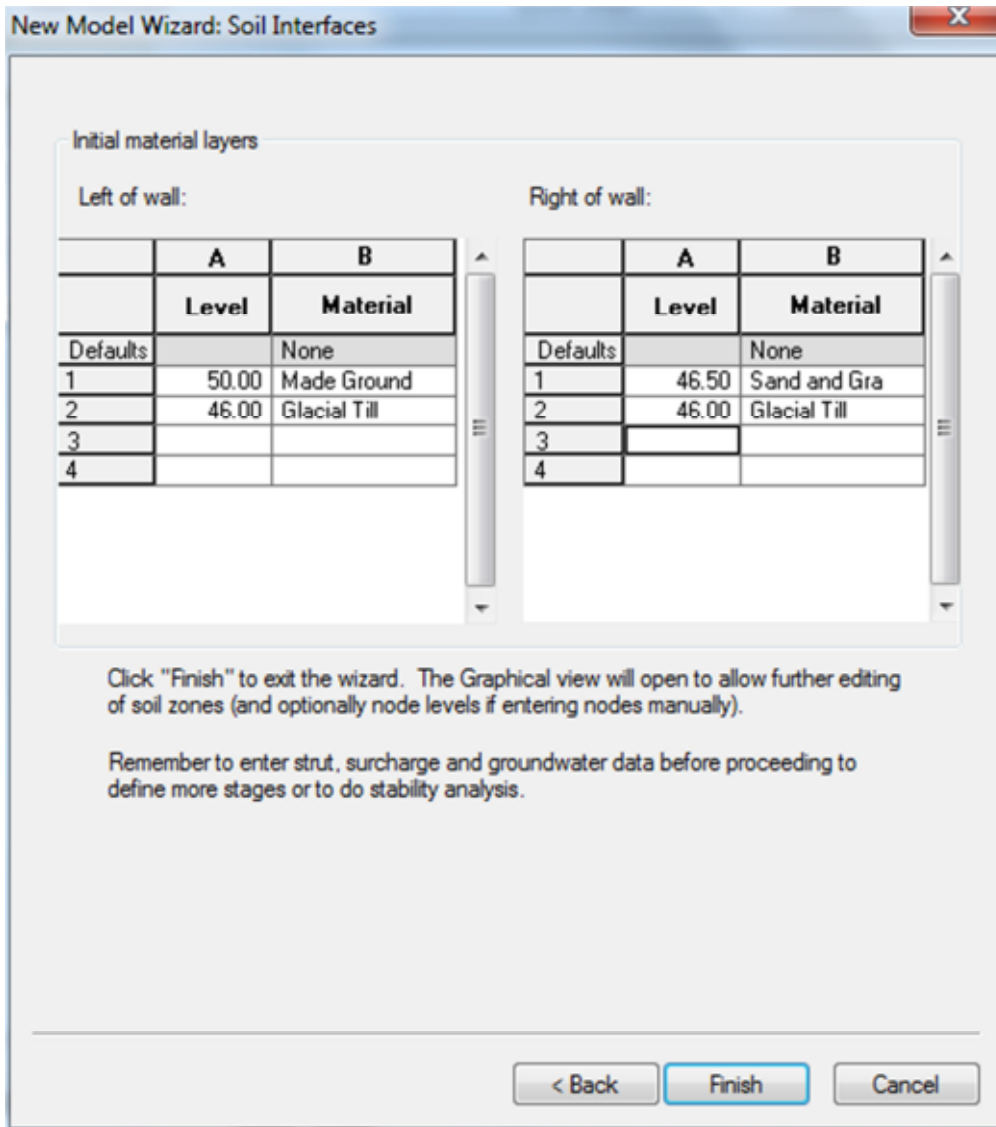 New Model Wizard: Soil Interfaces
Initial material layers
Left of wall:
A B
Level Material
Defaults None
1 50.00 Made Ground
2 46.00 Glacial Till
3
4
Right of wall:
A B
Level Material
Defaults None
1 46.50 Sand and Gra
2 46.00 Glacial Till
3
4
Click "Finish" to exit the wizard. The Graphical view will open to allow further editing
of soil zones (and optionally node levels if entering nodes manually).
Remember to enter strut, surcharge and groundwater data before proceeding to
define more stages or to do stability analysis.
< Back Finish Cancel